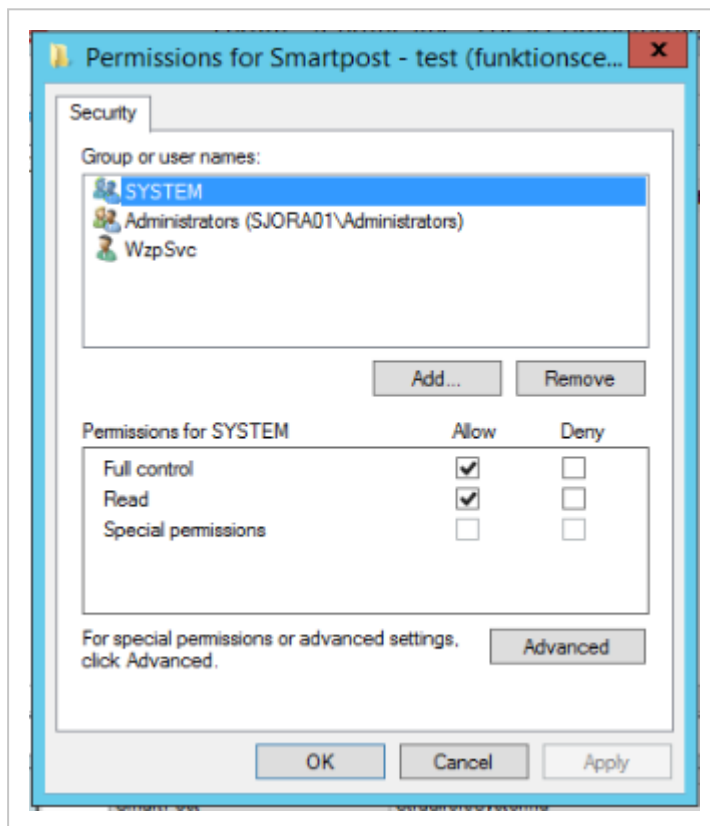 Permissions for Smartpost - test (funktionsce...
Security
Group or user names:
SYSTEM
Administrators (SJORA01\Administrators)
WzpSvc
Add... Remove
Permissions for SYSTEM Allow Deny
Full control
Read
Special permissions
For special permissions or advanced settings,
click Advanced.
Advanced
OK Cancel Apply